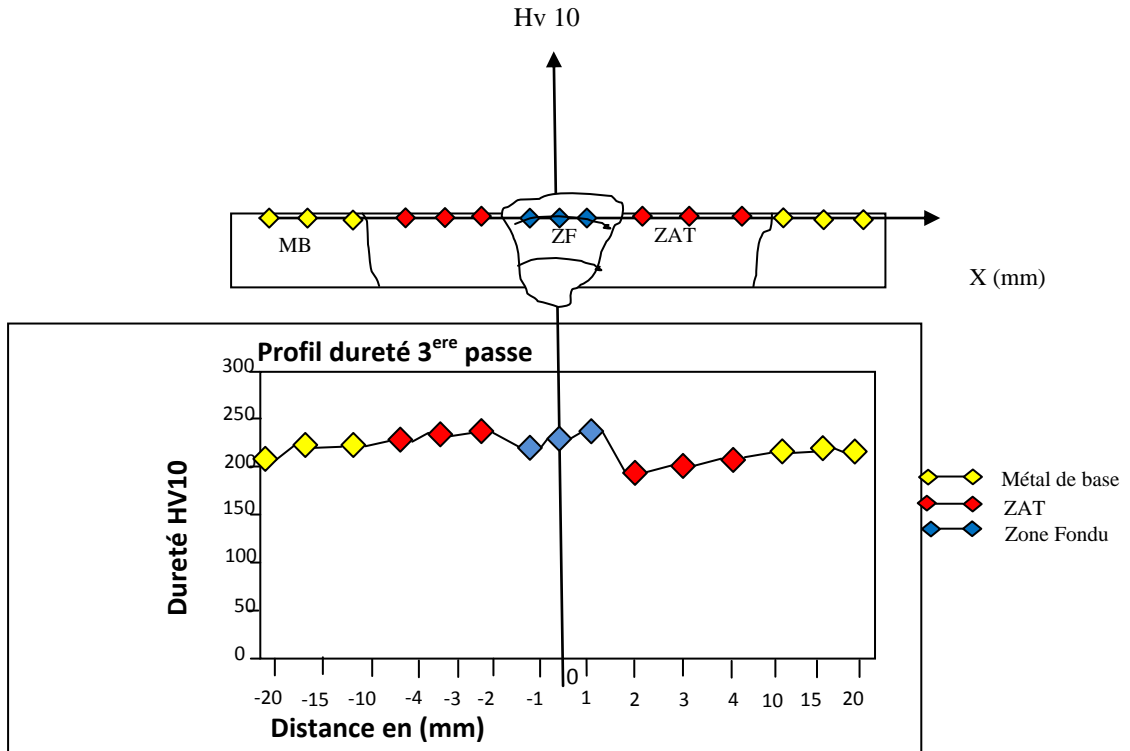 Hv 10
MB
ZF
ZAT
X (mm)
Profil dureté 3ere passe
300
250
200
150
100
50
0
Dureté HV10
-20 -15 -10 -4 -3 -2 -1 0 1 2 3 4 10 15 20
Distance en (mm)
Métal de base
ZAT
Zone Fondu